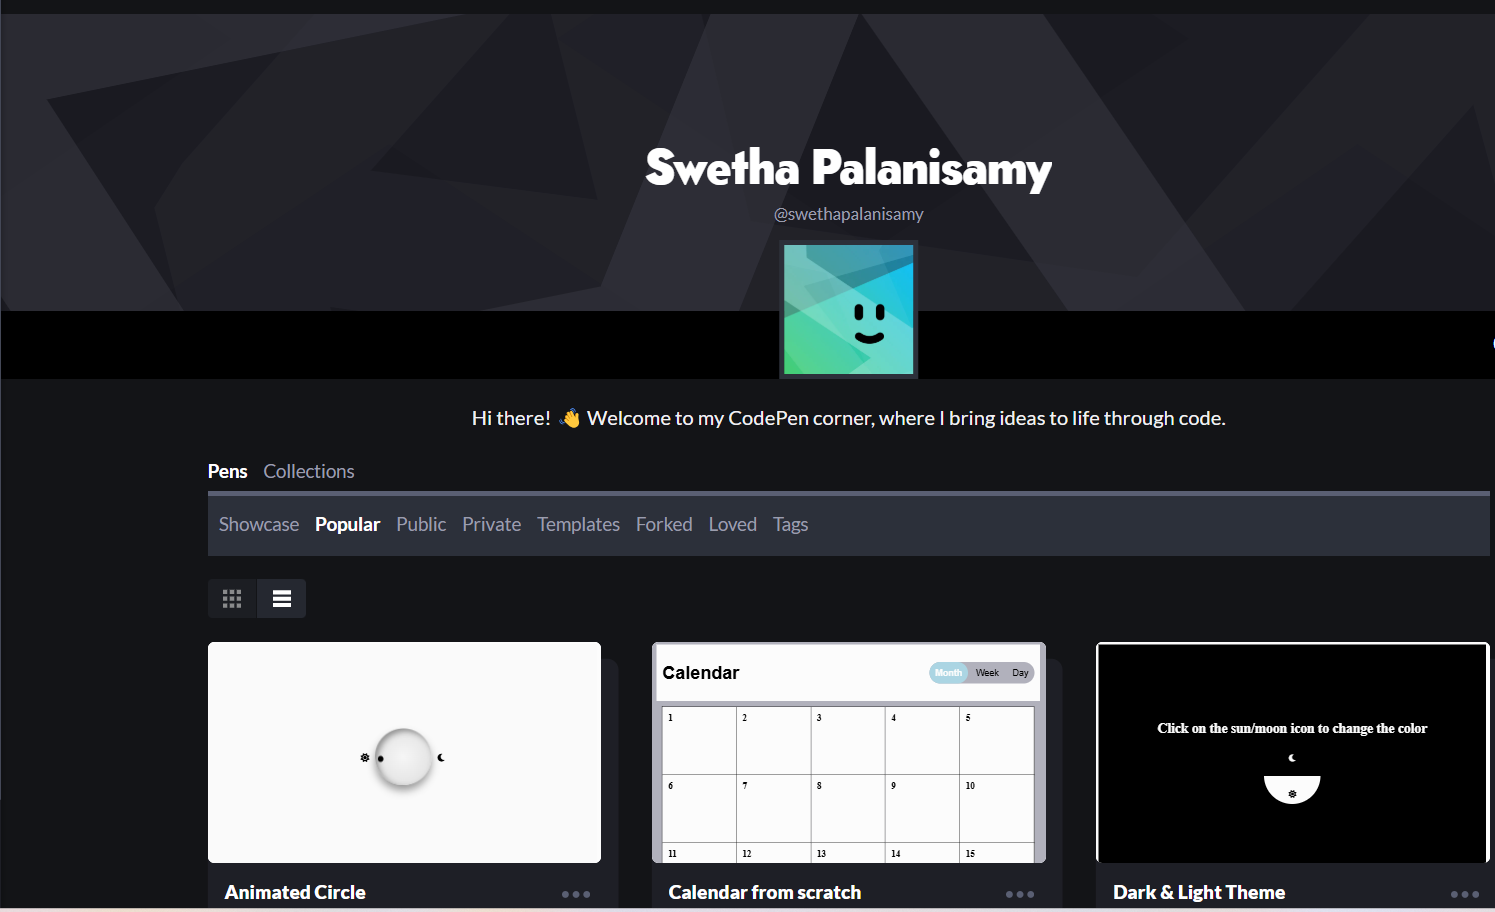 Swetha Palanisamy
@swethapalanisamy
Hi there! 👋 Welcome to my CodePen corner, where I bring ideas to life through code.
Pens Collections
Showcase Popular Public Private Templates Forked Loved Tags
Calendar
Month Week Day
1 2 3 4 5
6 7 8 9 10
11 12 13 14 15
Click on the sun/moon icon to change the color
Animated Circle
Calendar from scratch
Dark & Light Theme